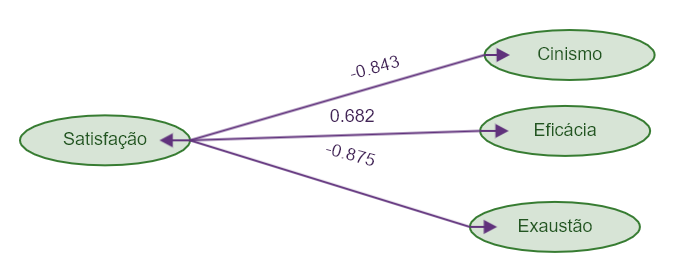 Satisfação
-0.843
Cinismo
0.682
Eficácia
-0.875
Exaustão